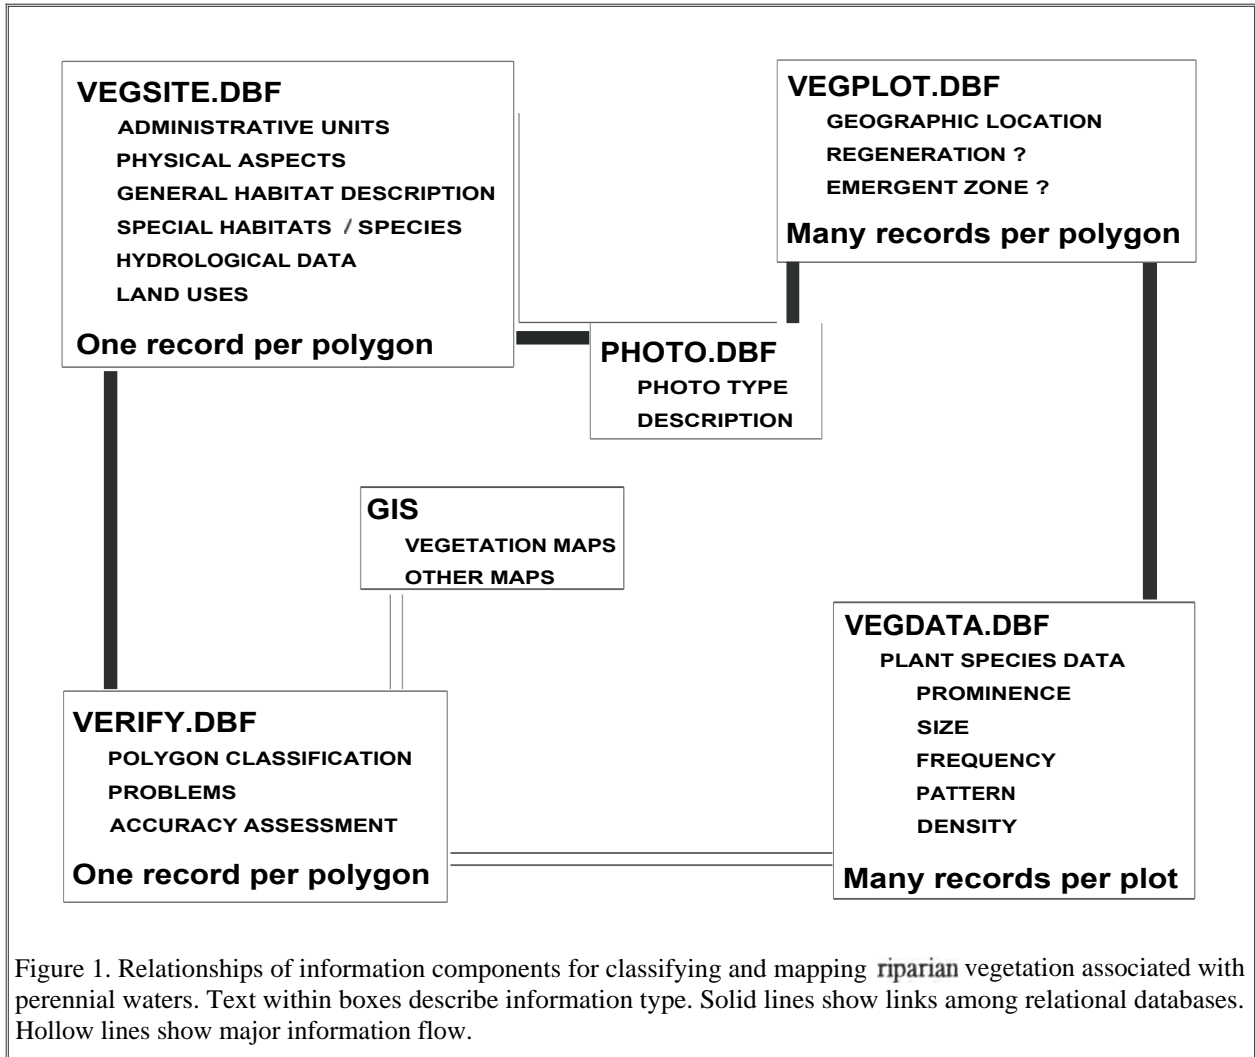 VEGSITE.DBF
ADMINISTRATIVE UNITS
PHYSICAL ASPECTS
GENERAL HABITAT DESCRIPTION
SPECIAL HABITATS / SPECIES
HYDROLOGICAL DATA
LAND USES
One record per polygon
VEGPLOT.DBF
GEOGRAPHIC LOCATION
REGENERATION ?
EMERGENT ZONE ?
Many records per polygon
PHOTO.DBF
PHOTO TYPE
DESCRIPTION
GIS
VEGETATION MAPS
OTHER MAPS
VERIFY.DBF
POLYGON CLASSIFICATION
PROBLEMS
ACCURACY ASSESSMENT
One record per polygon
VEGDATA.DBF
PLANT SPECIES DATA
PROMINENCE
SIZE
FREQUENCY
PATTERN
DENSITY
Many records per plot
Figure 1. Relationships of information components for classifying and mapping riparian vegetation associated with
perennial waters. Text within boxes describe information type. Solid lines show links among relational databases.
Hollow lines show major information flow.